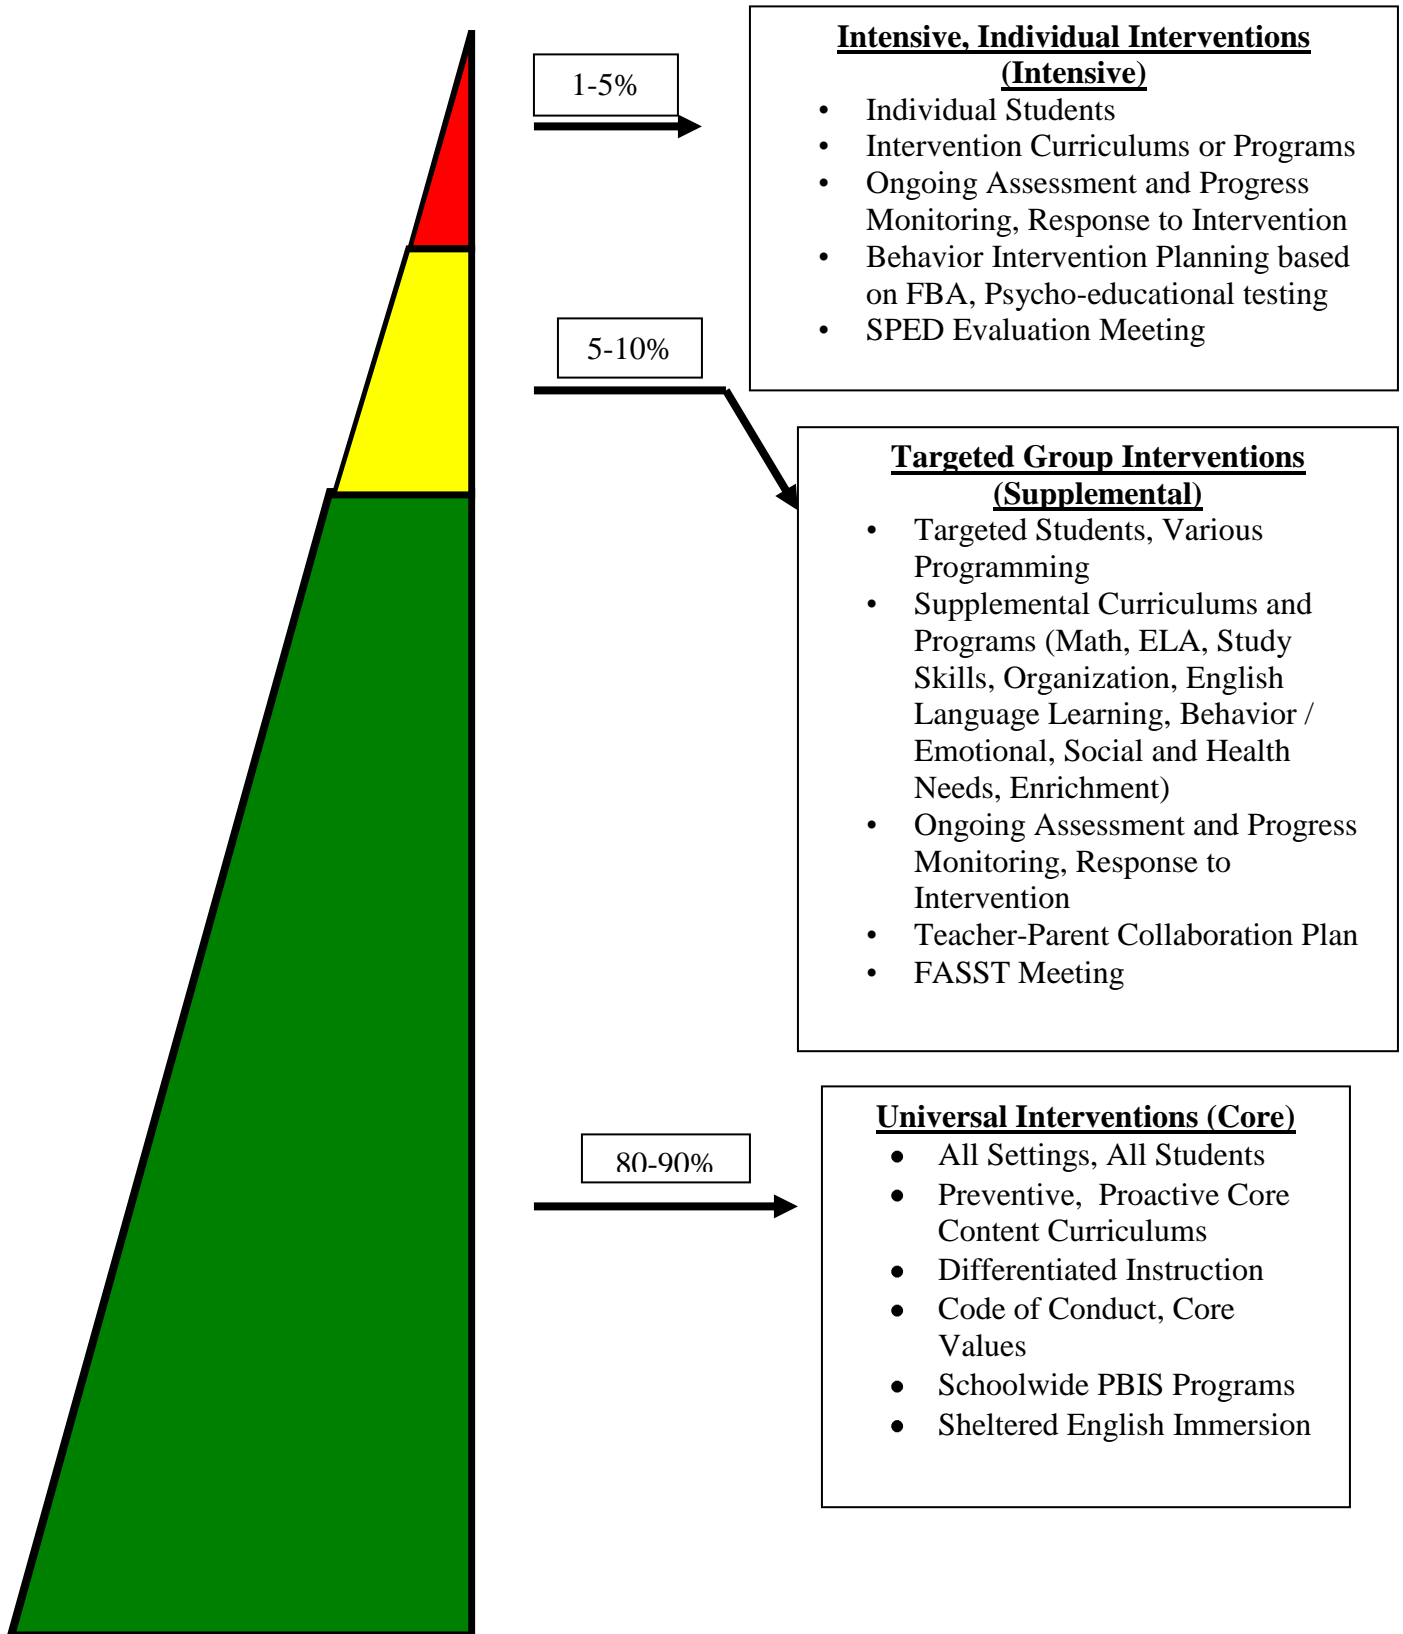 1-5%
Intensive, Individual Interventions
(Intensive)
• Individual Students
• Intervention Curriculums or Programs
• Ongoing Assessment and Progress
Monitoring, Response to Intervention
• Behavior Intervention Planning based
on FBA, Psycho-educational testing
• SPED Evaluation Meeting
5-10%
Targeted Group Interventions
(Supplemental)
• Targeted Students, Various
Programming
• Supplemental Curriculums and
Programs (Math, ELA, Study
Skills, Organization, English
Language Learning, Behavior /
Emotional, Social and Health
Needs, Enrichment)
• Ongoing Assessment and Progress
Monitoring, Response to
Intervention
• Teacher-Parent Collaboration Plan
• FASST Meeting
80-90%
Universal Interventions (Core)
• All Settings, All Students
• Preventive,  Proactive Core
Content Curriculums
• Differentiated Instruction
• Code of Conduct, Core
Values
• Schoolwide PBIS Programs
• Sheltered English Immersion